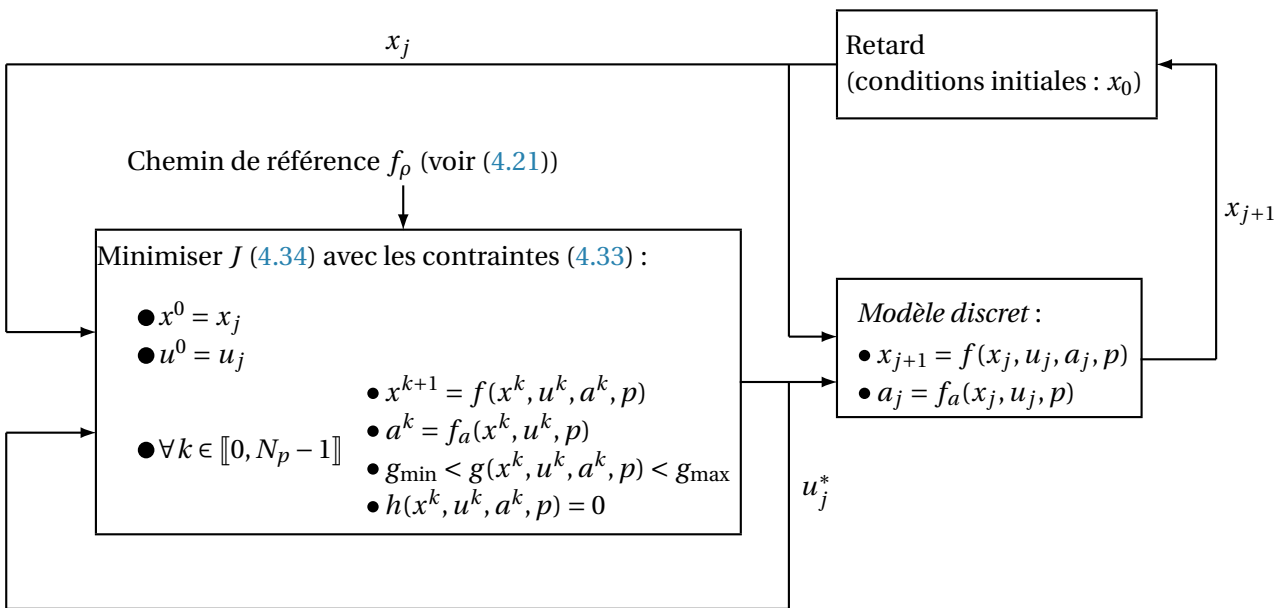 x_j
Retard
(conditions initiales : x_0)
Chemin de référence f_ρ (voir (4.21))
x_{j+1}
Minimiser J (4.34) avec les contraintes (4.33) :
● x^0 = x_j
● u^0 = u_j
● ∀ k ∈ ⟦0, N_p − 1⟧
• x^{k+1} = f(x^k, u^k, a^k, p)
• a^k = f_a(x^k, u^k, p)
• g_min < g(x^k, u^k, a^k, p) < g_max
• h(x^k, u^k, a^k, p) = 0
Modèle discret :
• x_{j+1} = f(x_j, u_j, a_j, p)
• a_j = f_a(x_j, u_j, p)
u_j^*